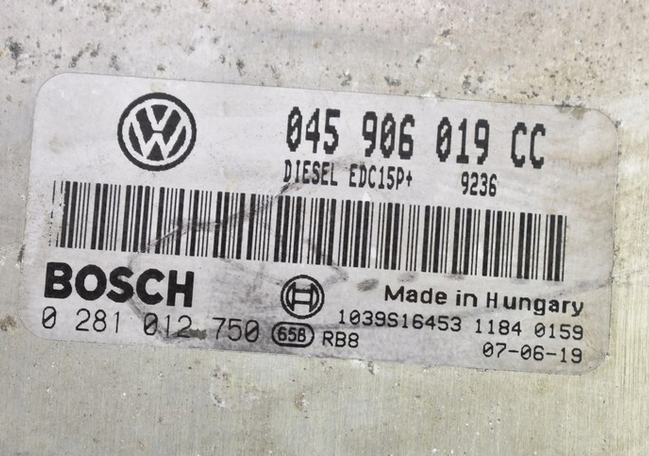 045 906 019 CC
DIESEL EDC15P+ 9236
BOSCH
Made in Hungary
0 281 012 750 658 RB8
1039S16453 1184 0159
07-06-19